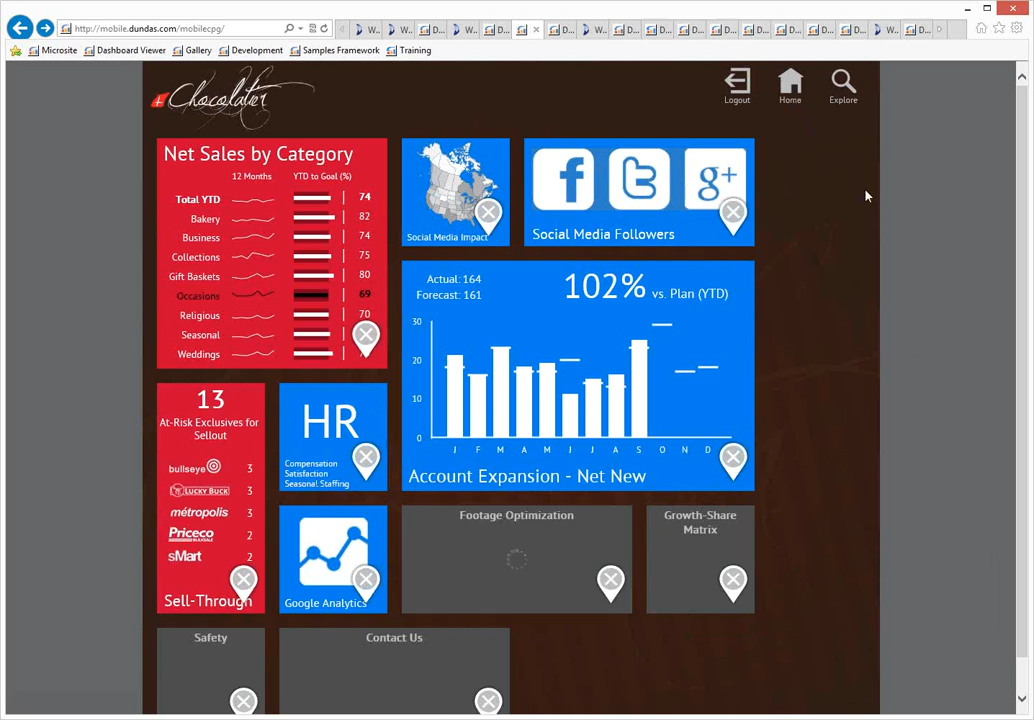 http://mobile.dundas.com/mobilecpg/
W... W... D... W... D... D... W... D... D... D... D... D... D... D... W... D...
Microsite Dashboard Viewer Gallery Development Samples Framework Training
Chocolatier
Logout Home Explore
Net Sales by Category
12 Months YTD to Goal (%)
Total YTD 74
Bakery 82
Business 74
Collections 75
Gift Baskets 80
Occasions 69
Religious 70
Seasonal
Weddings
Social Media Impact
f t g+
Social Media Followers
Actual: 164
Forecast: 161
102% vs. Plan (YTD)
30
20
10
0
J F M A M J J A S O N D
Account Expansion - Net New
13
At-Risk Exclusives for
Sellout
bullseye 3
LUCKY BUCK 3
métropolis 3
Priceco 2
sMart 2
Sell-Through
HR
Compensation
Satisfaction
Seasonal Staffing
Google Analytics
Footage Optimization
Growth-Share
Matrix
Safety
Contact Us